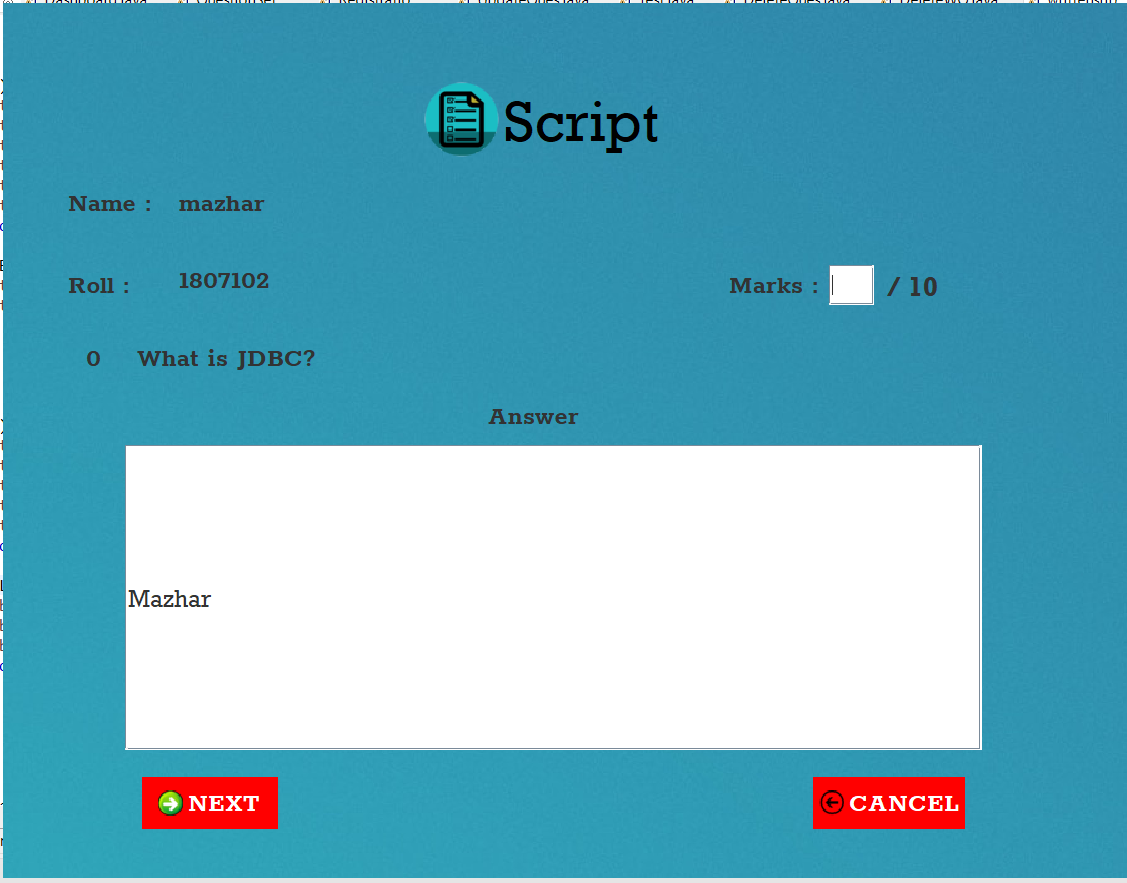 Script
Name : mazhar
Roll : 1807102
Marks : / 10
0 What is JDBC?
Answer
Mazhar
NEXT
CANCEL